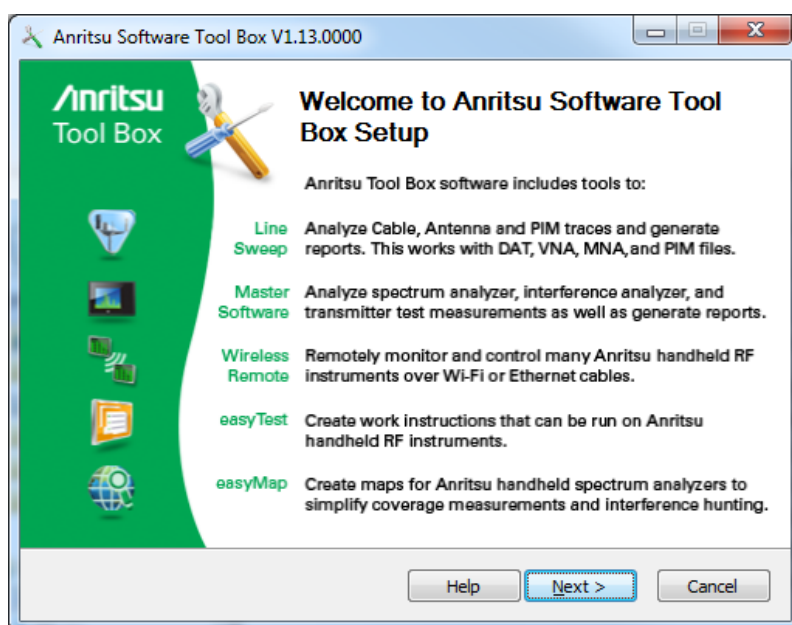 Anritsu Software Tool Box V1.13.0000
Anritsu
Tool Box
Welcome to Anritsu Software Tool
Box Setup
Anritsu Tool Box software includes tools to:
Line
Sweep
Analyze Cable, Antenna and PIM traces and generate
reports. This works with DAT, VNA, MNA,and PIM files.
Master
Software
Analyze spectrum analyzer, interference analyzer, and
transmitter test measurements as well as generate reports.
Wireless
Remote
Remotely monitor and control many Anritsu handheld RF
instruments over Wi-Fi or Ethernet cables.
easyTest
Create work instructions that can be run on Anritsu
handheld RF instruments.
easyMap
Create maps for Anritsu handheld spectrum analyzers to
simplify coverage measurements and interference hunting.
Help
Next >
Cancel